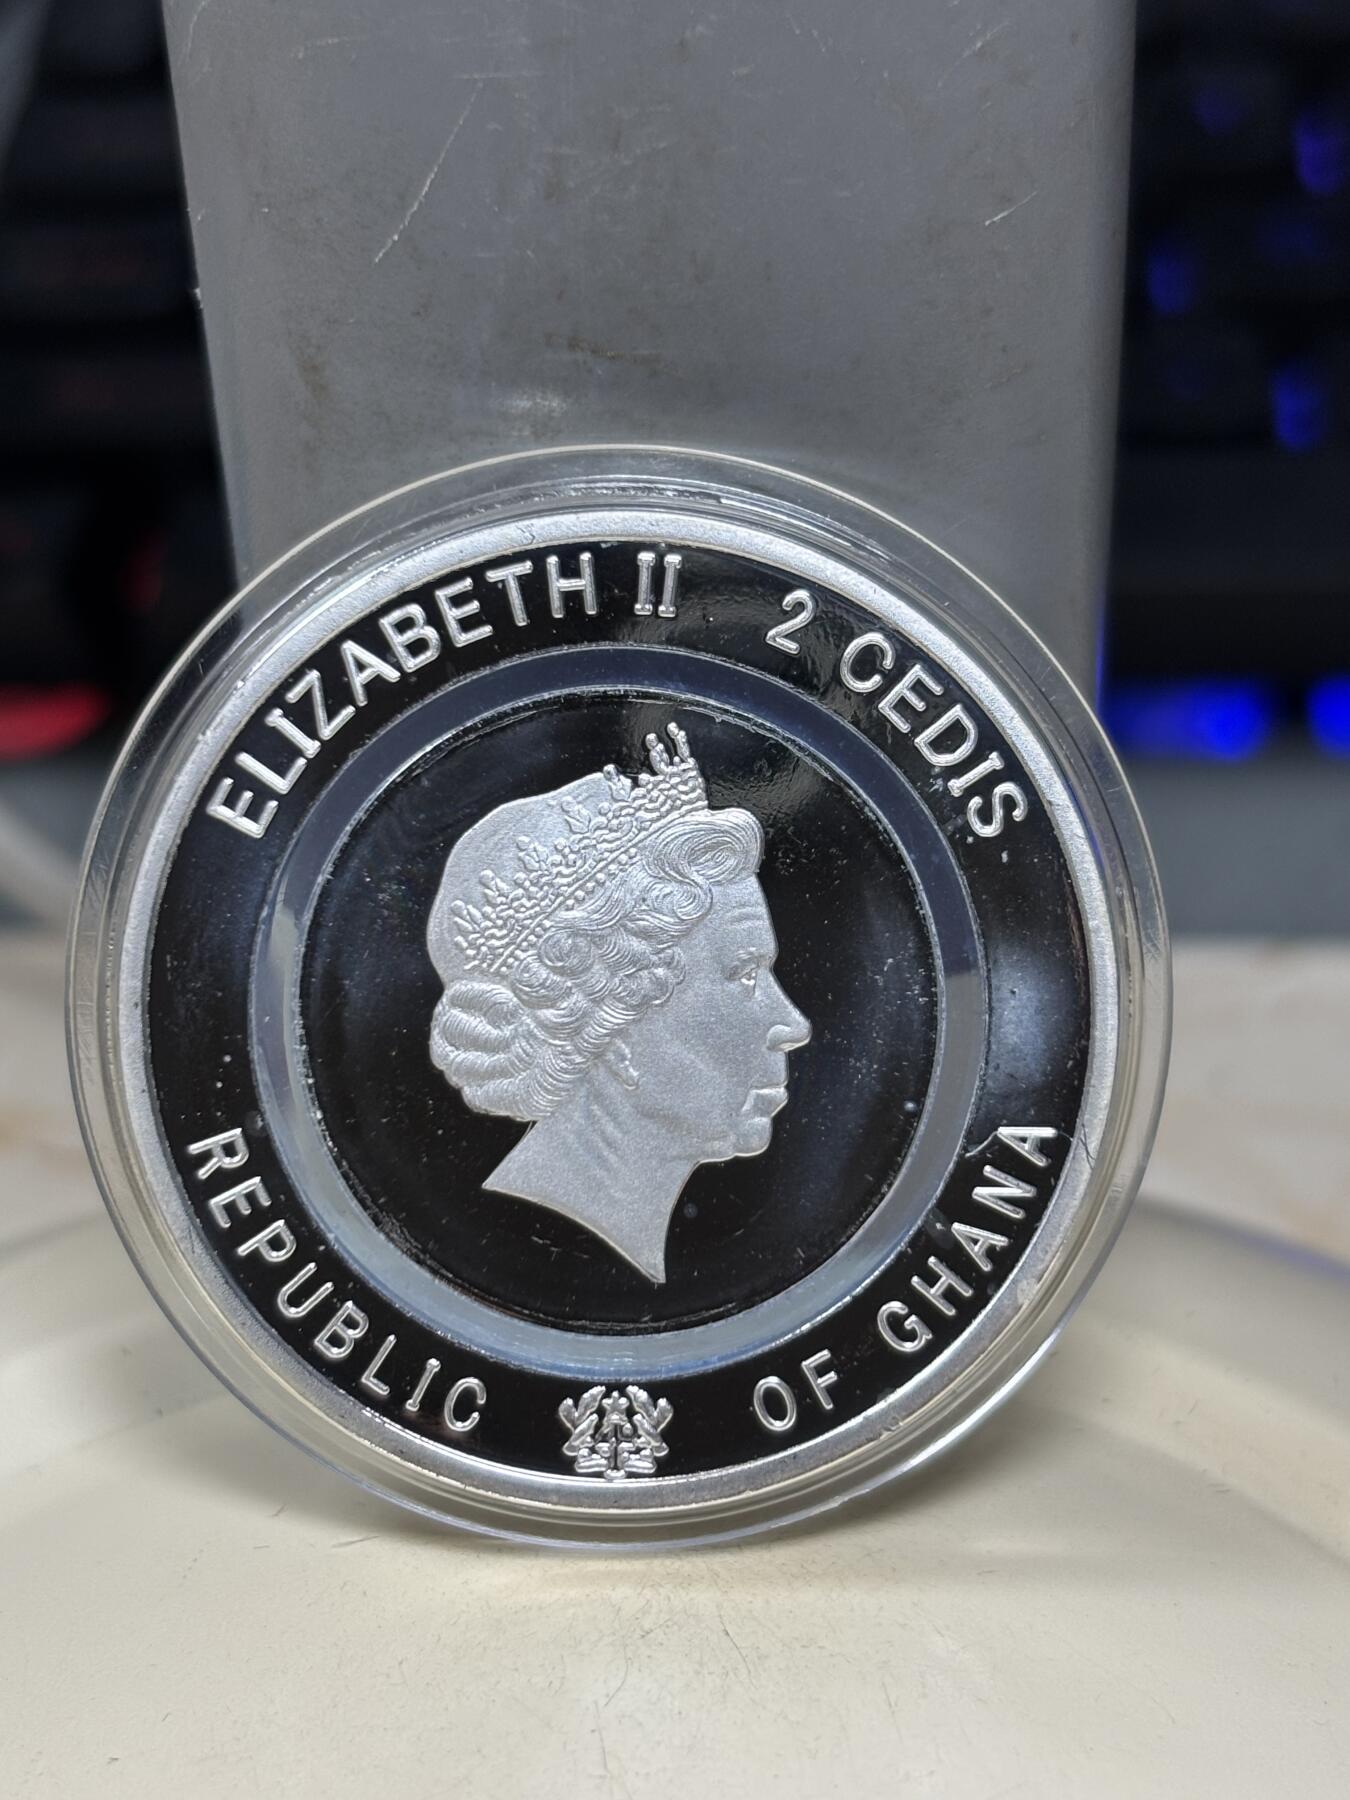 ELIZABETH II 2 CEDIS
REPUBLIC OF GHANA